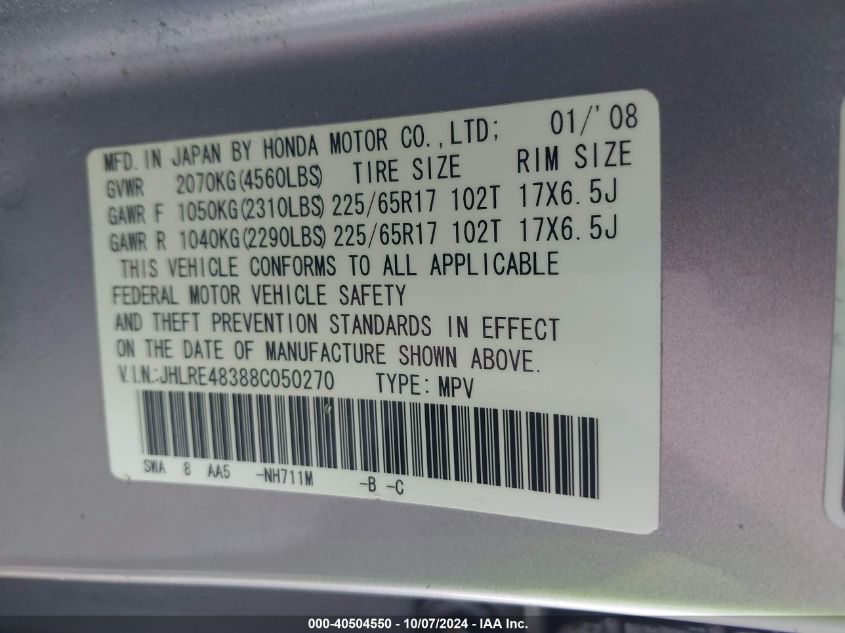 MFD. IN JAPAN BY HONDA MOTOR CO., LTD; 01/'08
GVWR 2070KG(4560LBS) TIRE SIZE RIM SIZE
GAWR F 1050KG(2310LBS) 225/65R17 102T 17X6.5J
GAWR R 1040KG(2290LBS) 225/65R17 102T 17X6.5J
THIS VEHICLE CONFORMS TO ALL APPLICABLE
FEDERAL MOTOR VEHICLE SAFETY
AND THEFT PREVENTION STANDARDS IN EFFECT
ON THE DATE OF MANUFACTURE SHOWN ABOVE.
V.I.N.:JHLRE48388C050270 TYPE: MPV
SWA 8 AA5 -NH711M -B -C
000-40504550 - 10/07/2024 - IAA Inc.